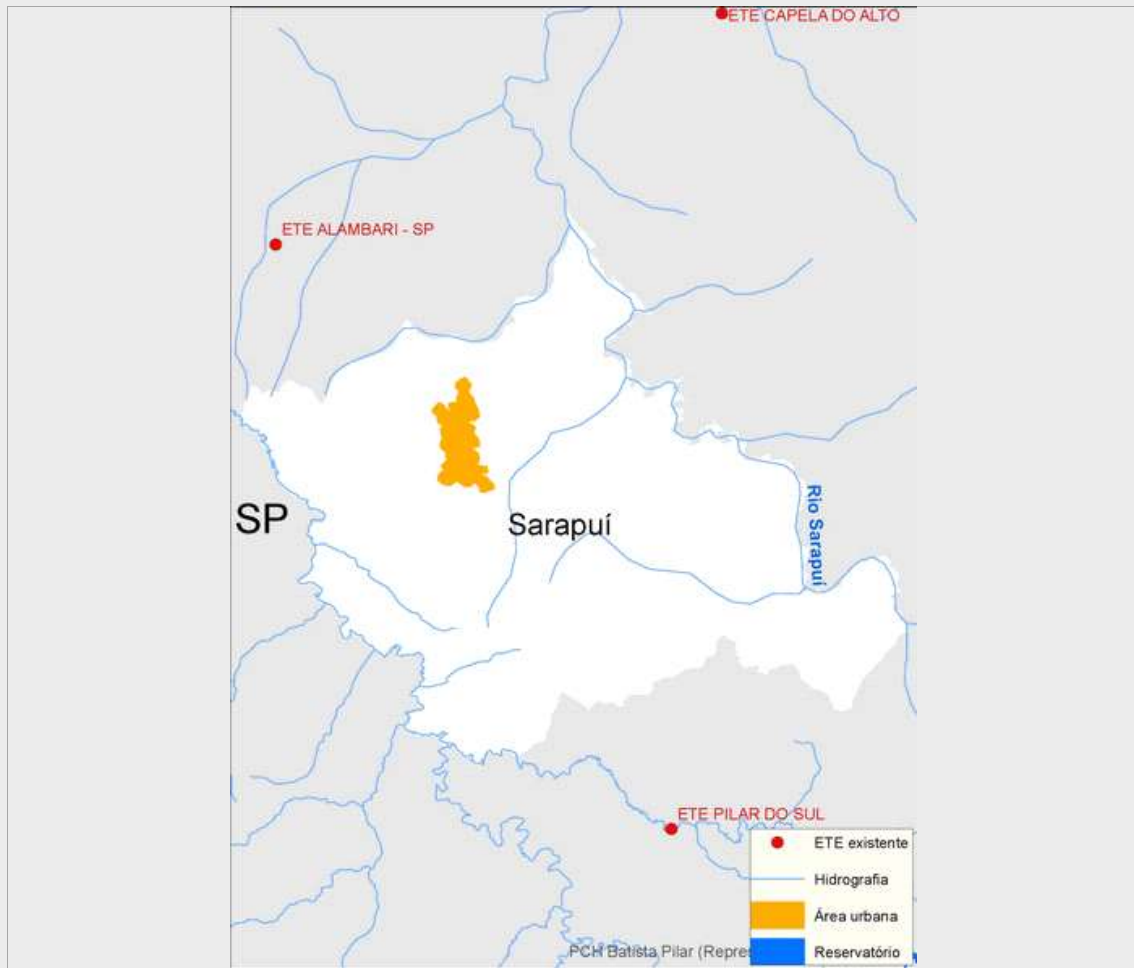 ETE CAPELA DO ALTO
ETE ALAMBARI - SP
SP
Sarapuí
Rio Sarapuí
ETE PILAR DO SUL
ETE existente
Hidrografia
Área urbana
Reservatório
PCH Batista Pilar